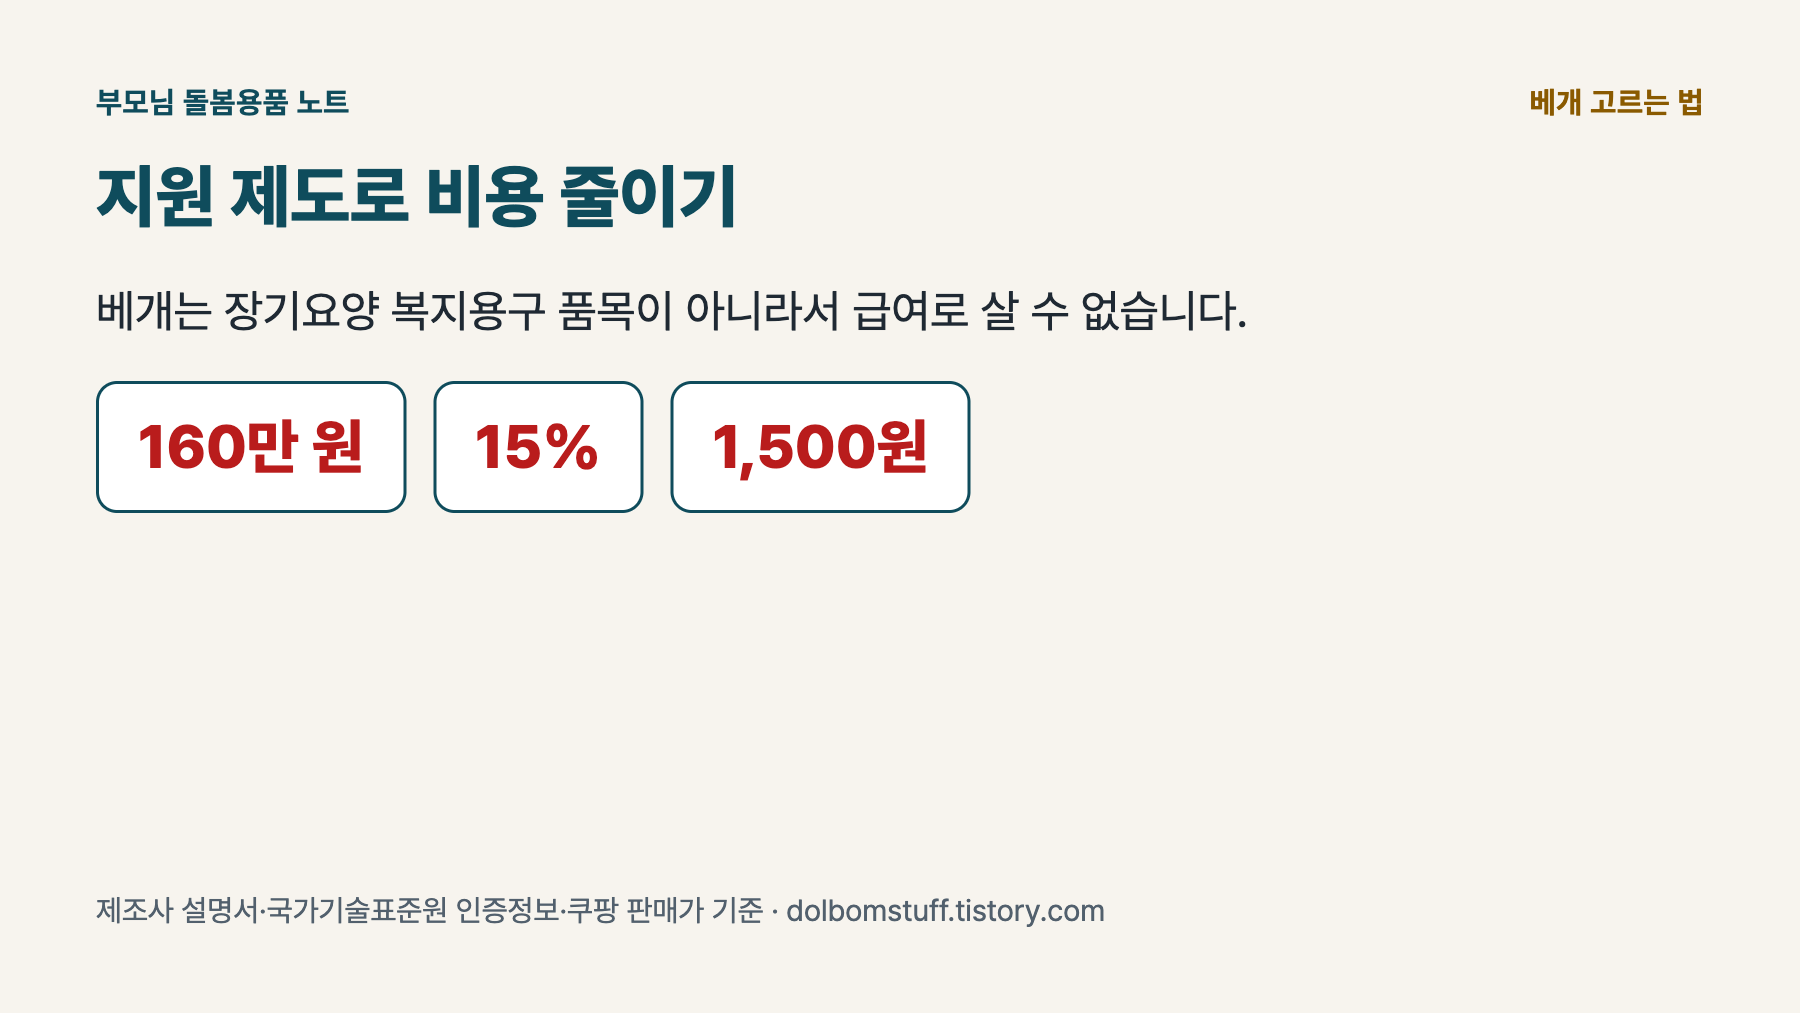 부모님 돌봄용품 노트
베개 고르는 법
지원 제도로 비용 줄이기
베개는 장기요양 복지용구 품목이 아니라서 급여로 살 수 없습니다.
160만 원
15%
1,500원
제조사 설명서·국가기술표준원 인증정보·쿠팡 판매가 기준 · dolbomstuff.tistory.com